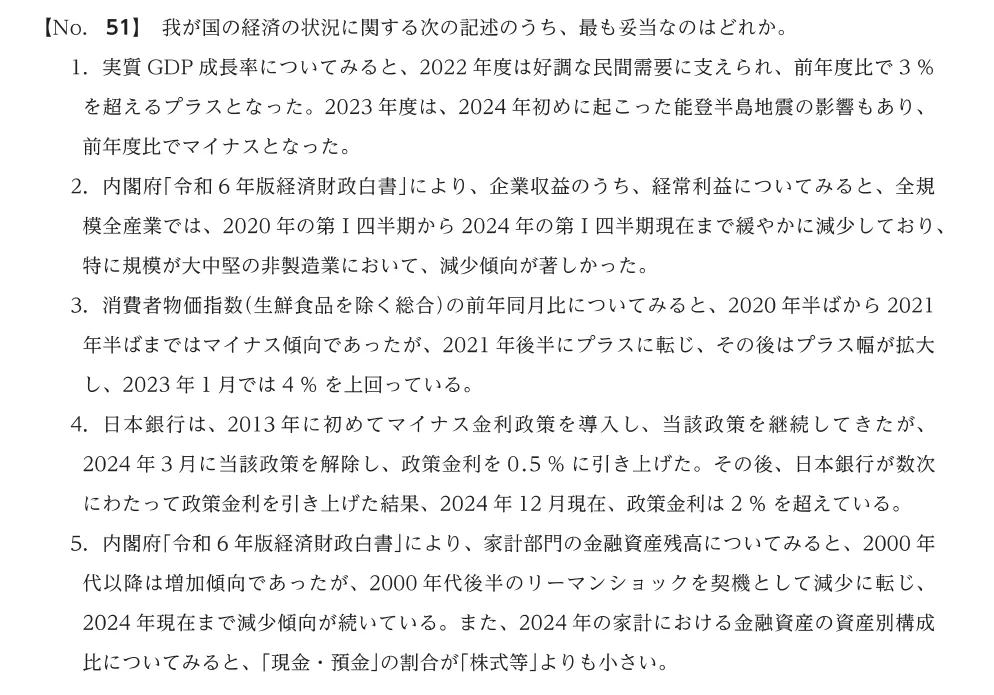 【No. 51】 我が国の経済の状況に関する次の記述のうち、最も妥当なのはどれか。
1. 実質 GDP 成長率についてみると、2022 年度は好調な民間需要に支えられ、前年度比で 3 %
を超えるプラスとなった。2023 年度は、2024 年初めに起こった能登半島地震の影響もあり、
前年度比でマイナスとなった。
2. 内閣府「令和 6 年版経済財政白書」により、企業収益のうち、経常利益についてみると、全規
模全産業では、2020 年の第Ⅰ四半期から 2024 年の第Ⅰ四半期現在まで緩やかに減少しており、
特に規模が大中堅の非製造業において、減少傾向が著しかった。
3. 消費者物価指数(生鮮食品を除く総合)の前年同月比についてみると、2020 年半ばから 2021
年半ばまではマイナス傾向であったが、2021 年後半にプラスに転じ、その後はプラス幅が拡大
し、2023 年 1 月では 4 % を上回っている。
4. 日本銀行は、2013 年に初めてマイナス金利政策を導入し、当該政策を継続してきたが、
2024 年 3 月に当該政策を解除し、政策金利を 0.5 % に引き上げた。その後、日本銀行が数次
にわたって政策金利を引き上げた結果、2024 年 12 月現在、政策金利は 2 % を超えている。
5. 内閣府「令和 6 年版経済財政白書」により、家計部門の金融資産残高についてみると、2000 年
代以降は増加傾向であったが、2000 年代後半のリーマンショックを契機として減少に転じ、
2024 年現在まで減少傾向が続いている。また、2024 年の家計における金融資産の資産別構成
比についてみると、「現金・預金」の割合が「株式等」よりも小さい。